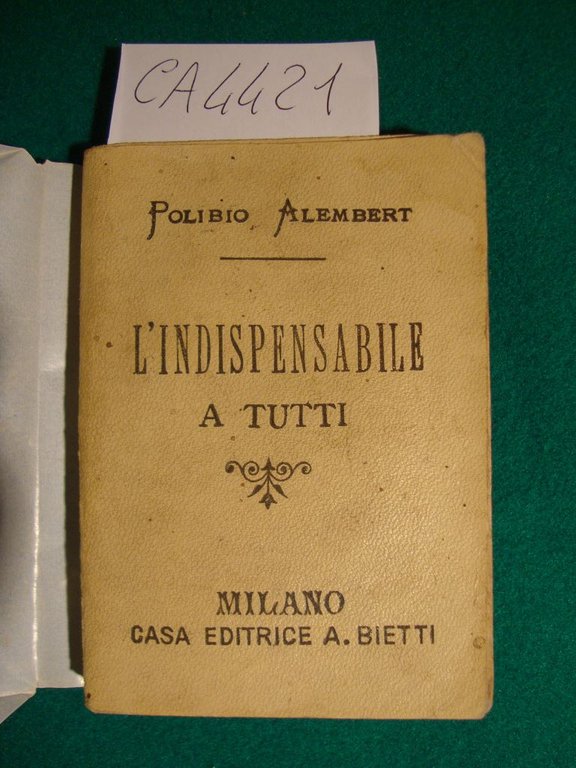 CA4421
POLIBIO ALEMBERT
L'INDISPENSABILE
A TUTTI
MILANO
CASA EDITRICE A. BIETTI